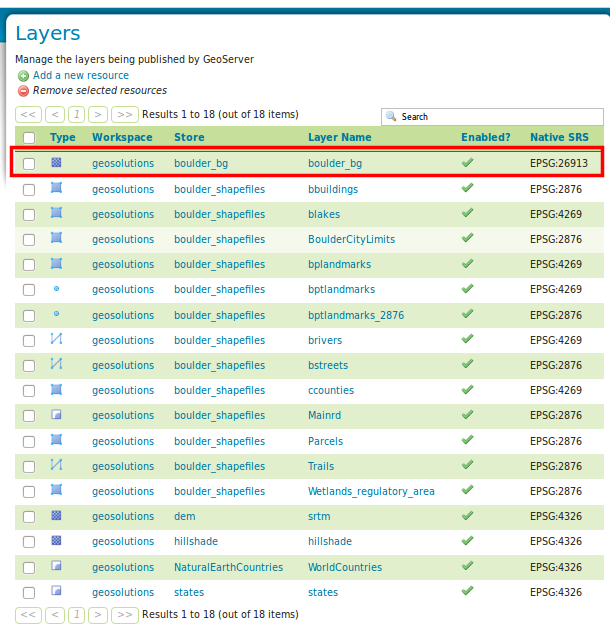 Layers
Manage the layers being published by GeoServer
Add a new resource
Remove selected resources
<< < 1 > >> Results 1 to 18 (out of 18 items) Search
Type Workspace Store Layer Name Enabled? Native SRS
geosolutions boulder_bg boulder_bg EPSG:26913
geosolutions boulder_shapefiles bbuildings EPSG:2876
geosolutions boulder_shapefiles blakes EPSG:4269
geosolutions boulder_shapefiles BoulderCityLimits EPSG:2876
geosolutions boulder_shapefiles bplandmarks EPSG:4269
geosolutions boulder_shapefiles bptlandmarks EPSG:4269
geosolutions boulder_shapefiles bptlandmarks_2876 EPSG:2876
geosolutions boulder_shapefiles brivers EPSG:4269
geosolutions boulder_shapefiles bstreets EPSG:2876
geosolutions boulder_shapefiles ccounties EPSG:4269
geosolutions boulder_shapefiles Mainrd EPSG:2876
geosolutions boulder_shapefiles Parcels EPSG:2876
geosolutions boulder_shapefiles Trails EPSG:2876
geosolutions boulder_shapefiles Wetlands_regulatory_area EPSG:2876
geosolutions dem srtm EPSG:4326
geosolutions hillshade hillshade EPSG:4326
geosolutions NaturalEarthCountries WorldCountries EPSG:4326
geosolutions states states EPSG:4326
<< < 1 > >> Results 1 to 18 (out of 18 items)